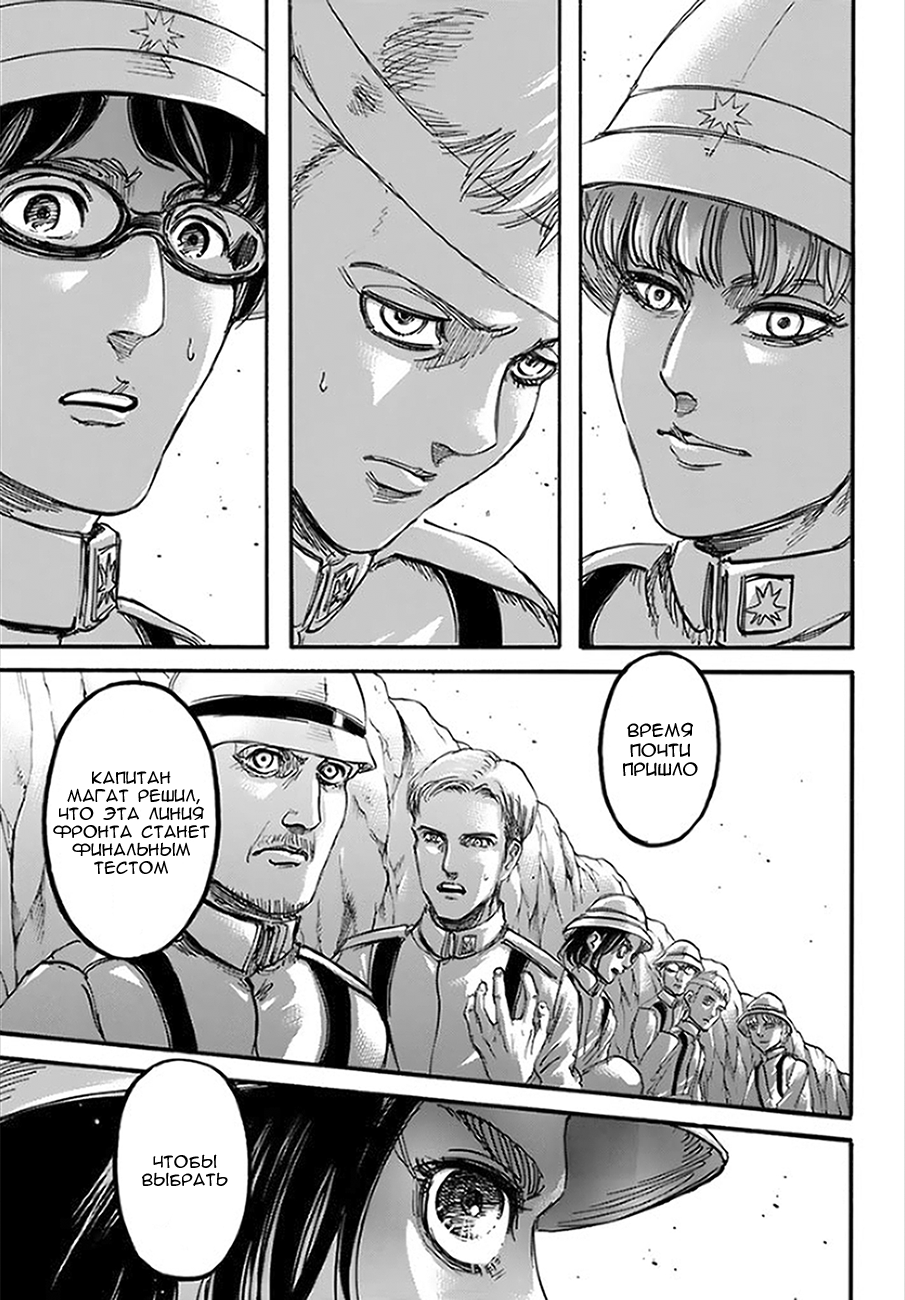 ВРЕМЯ
ПОЧТИ
ПРИШЛО
КАПИТАН
МАГАТ РЕШИЛ,
ЧТО ЭТА ЛИНИЯ
ФРОНТА СТАНЕТ
ФИНАЛЬНЫМ
ТЕСТОМ
ЧТОБЫ
ВЫБРАТЬ